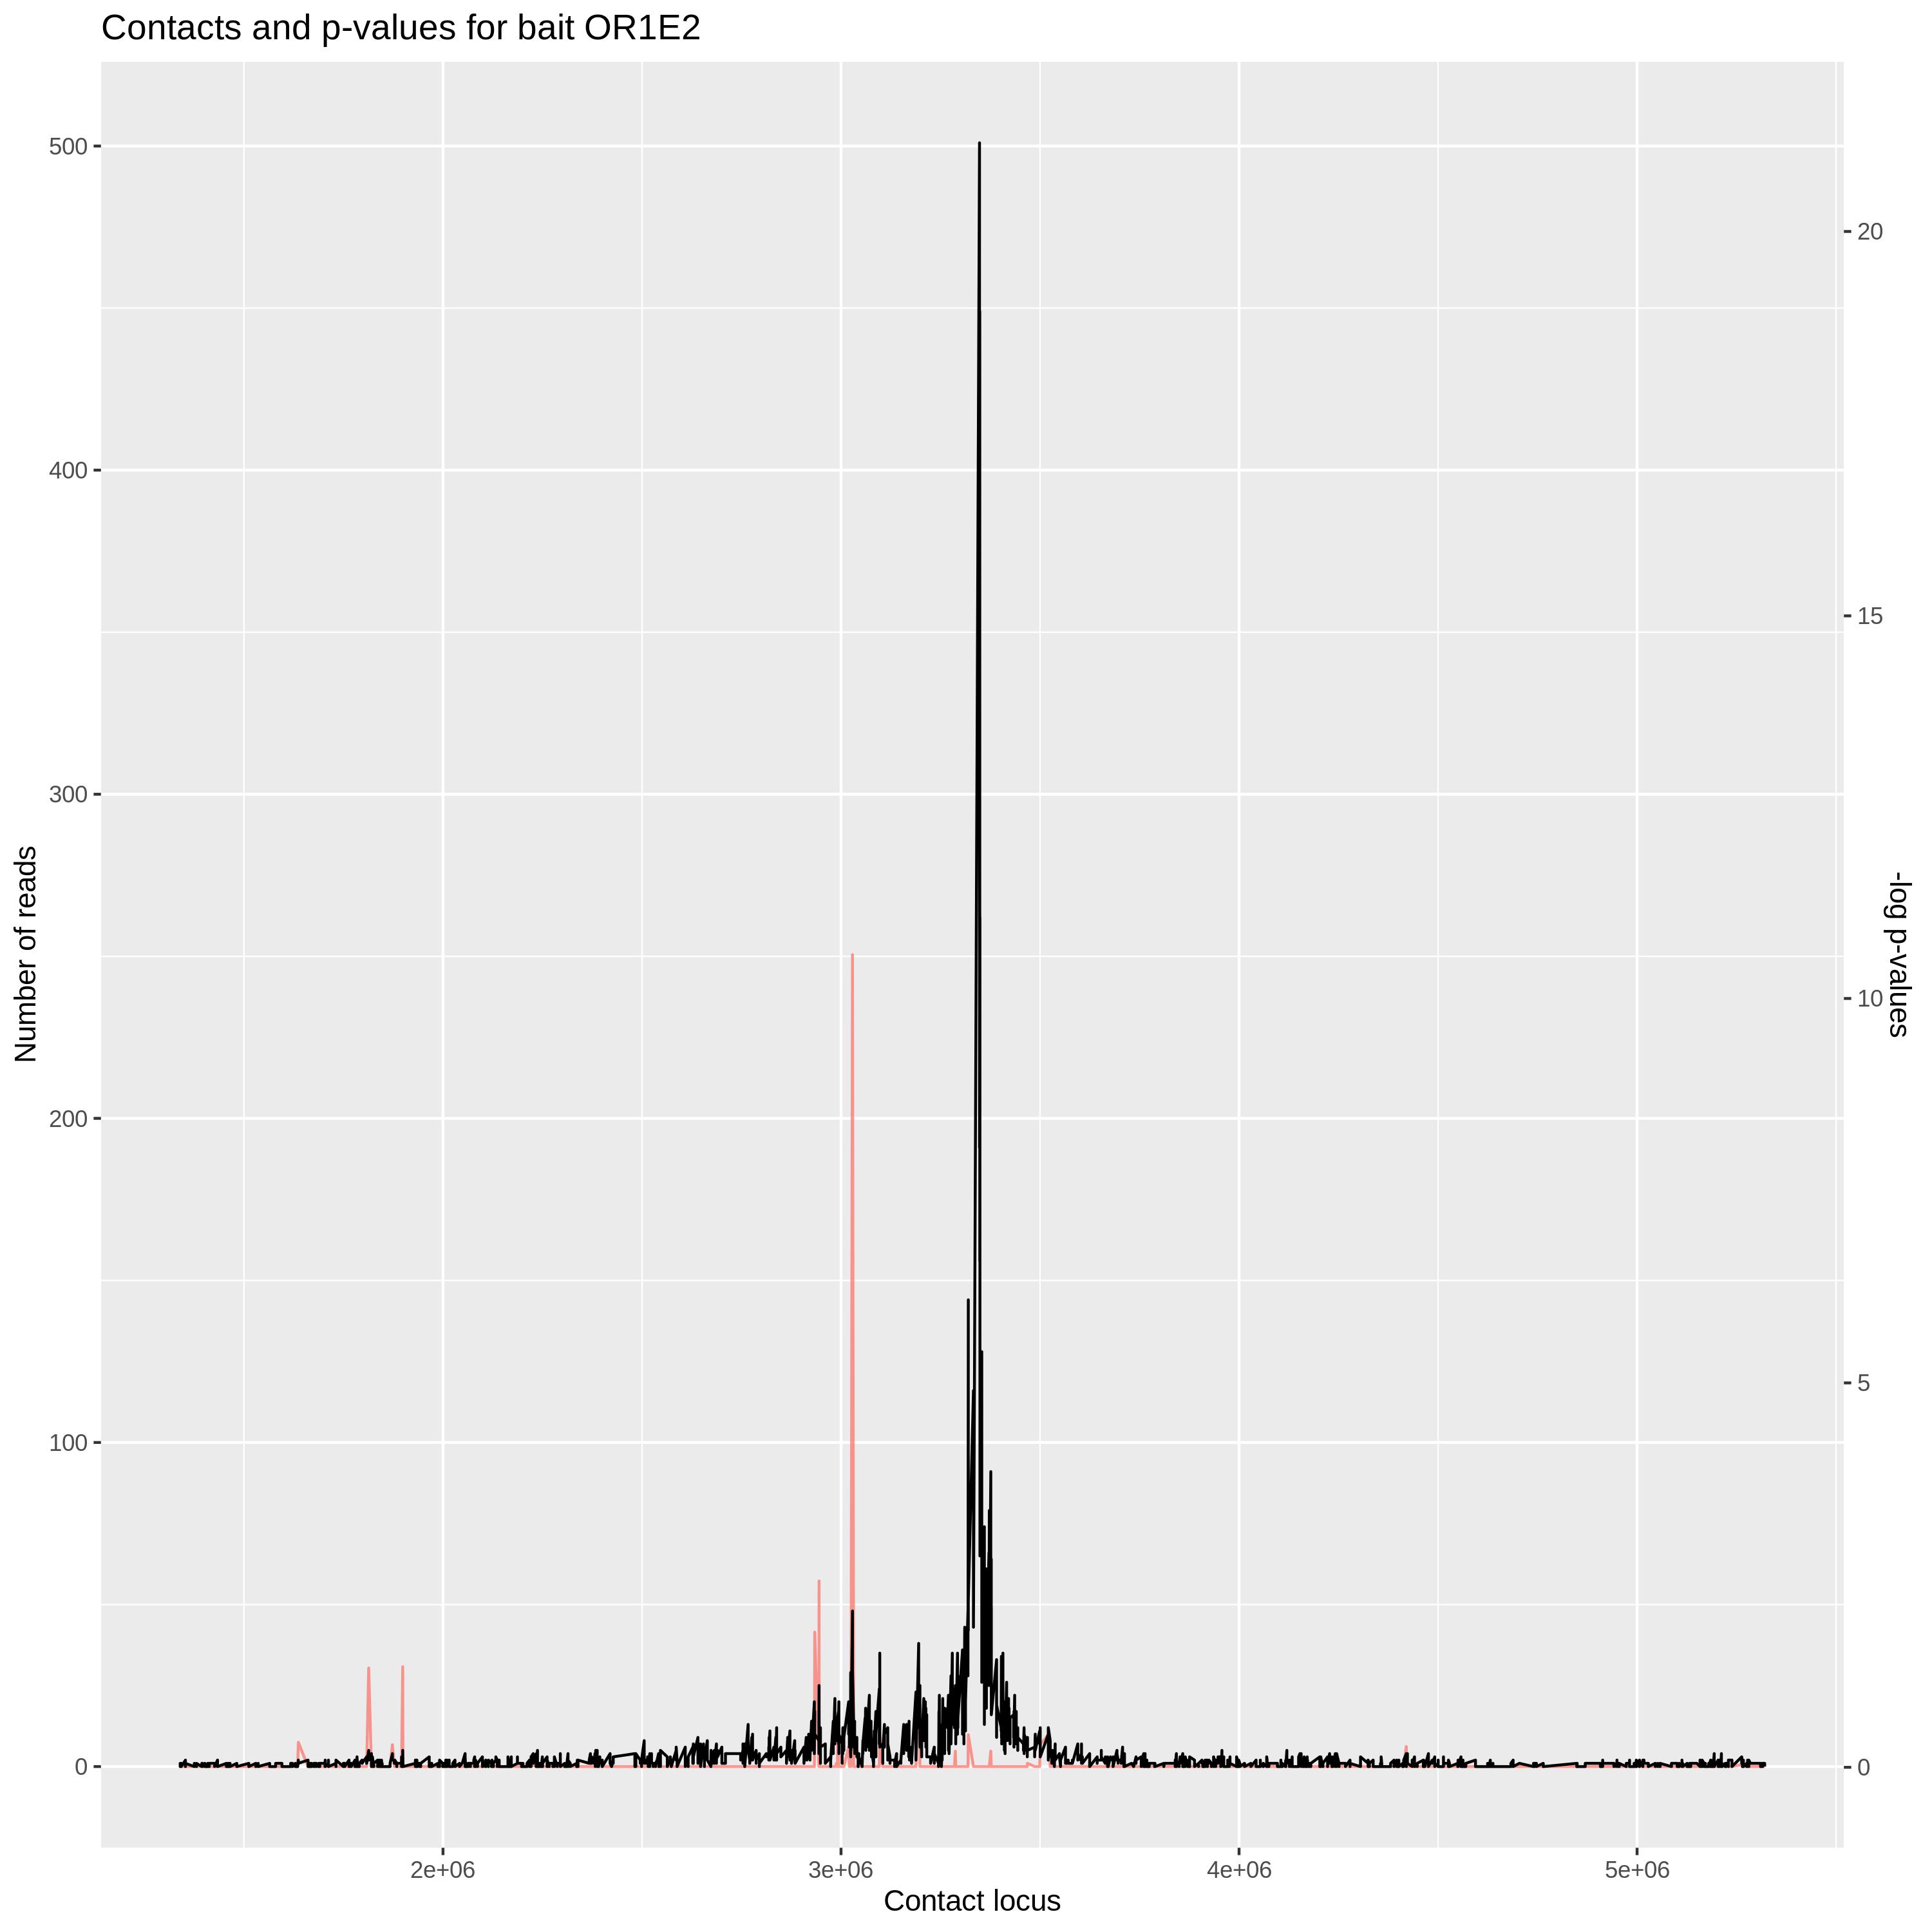 Contacts and p-values for bait OR1E2
500
400
300
200
100
0
Number of reads
20
15
10
5
0
-log p-values
2e+06
3e+06
4e+06
5e+06
Contact locus